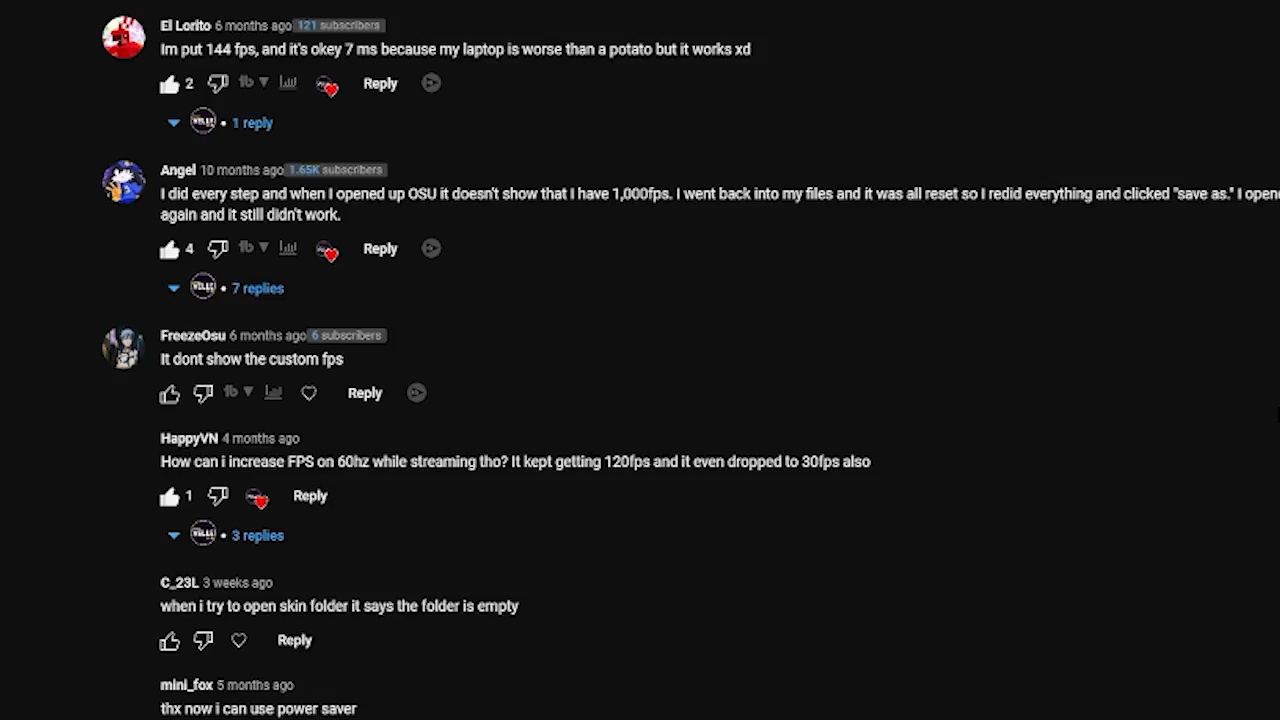 El Lorito 6 months ago 121 subscribers
Im put 144 fps, and it's okey 7 ms because my laptop is worse than a potato but it works xd
2 Reply
• 1 reply
Angel 10 months ago 1.65K subscribers
I did every step and when I opened up OSU it doesn't show that I have 1,000fps. I went back into my files and it was all reset so I redid everything and clicked "save as." I opene
again and it still didn't work.
4 Reply
• 7 replies
FreezeOsu 6 months ago 6 subscribers
It dont show the custom fps
Reply
HappyVN 4 months ago
How can i increase FPS on 60hz while streaming tho? It kept getting 120fps and it even dropped to 30fps also
1 Reply
• 3 replies
C_23L 3 weeks ago
when i try to open skin folder it says the folder is empty
Reply
mini_fox 5 months ago
thx now i can use power saver